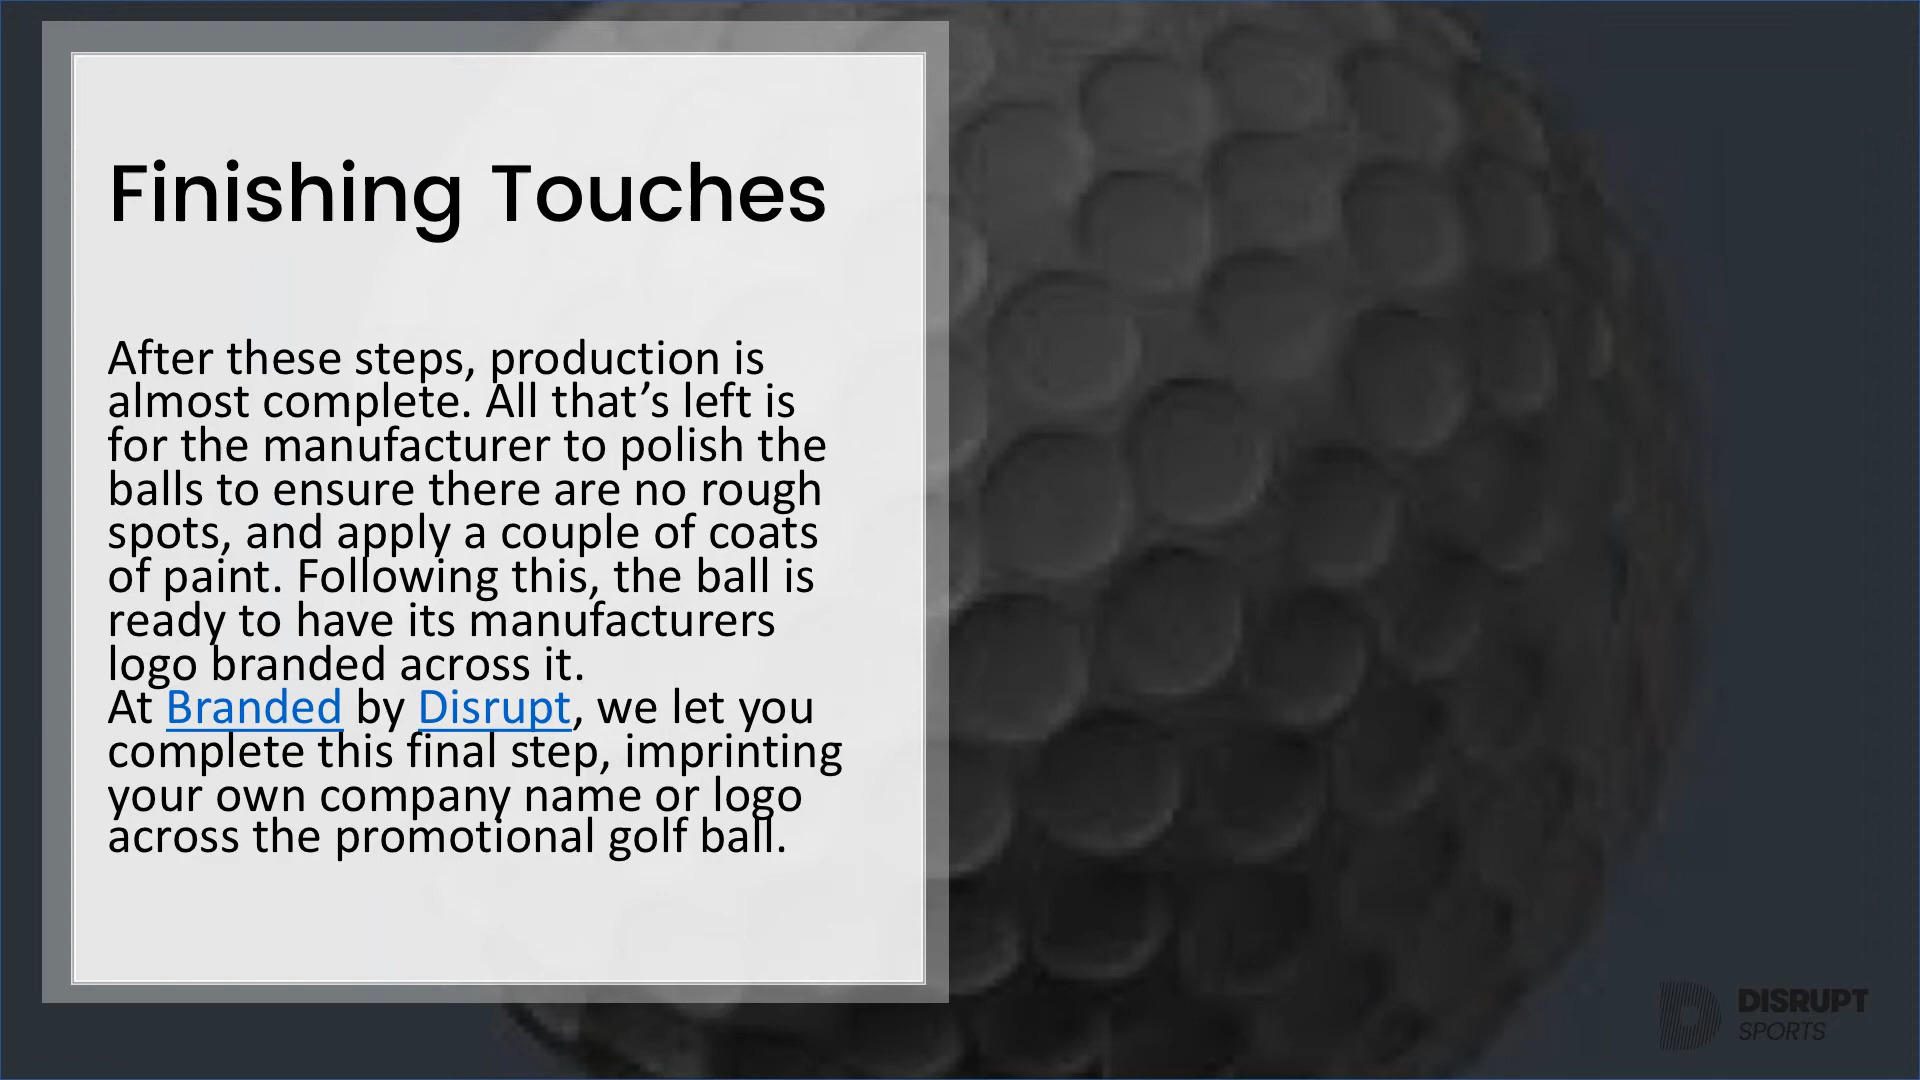 Finishing Touches
After these steps, production is
almost complete. All that’s left is
for the manufacturer to polish the
balls to ensure there are no rough
spots, and apply a couple of coats
of paint. Following this, the ball is
ready to have its manufacturers
logo branded across it.
At Branded by Disrupt, we let you
complete this final step, imprinting
your own company name or logo
across the promotional golf ball.
DISRUPT
SPORTS